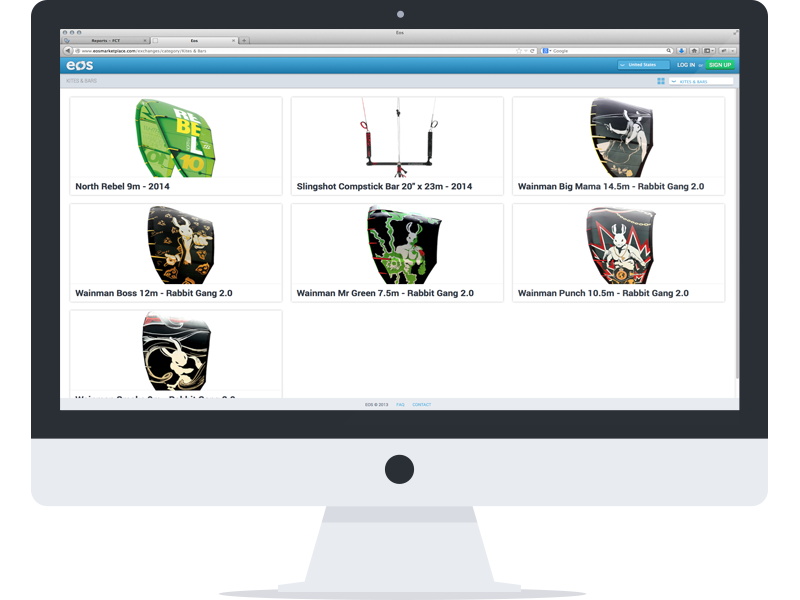 Eos
Reports - FCT
Eos
www.eosmarketplace.com/exchanges/category/Kites & Bars
Google
eos
United States
LOG IN
or
SIGN UP
KITES & BARS
KITES & BARS
RE
BE
L
10
North Rebel 9m - 2014
Slingshot Compstick Bar 20" x 23m - 2014
Wainman Big Mama 14.5m - Rabbit Gang 2.0
Wainman Boss 12m - Rabbit Gang 2.0
Wainman Mr Green 7.5m - Rabbit Gang 2.0
Wainman Punch 10.5m - Rabbit Gang 2.0
EOS © 2013 FAQ CONTACT